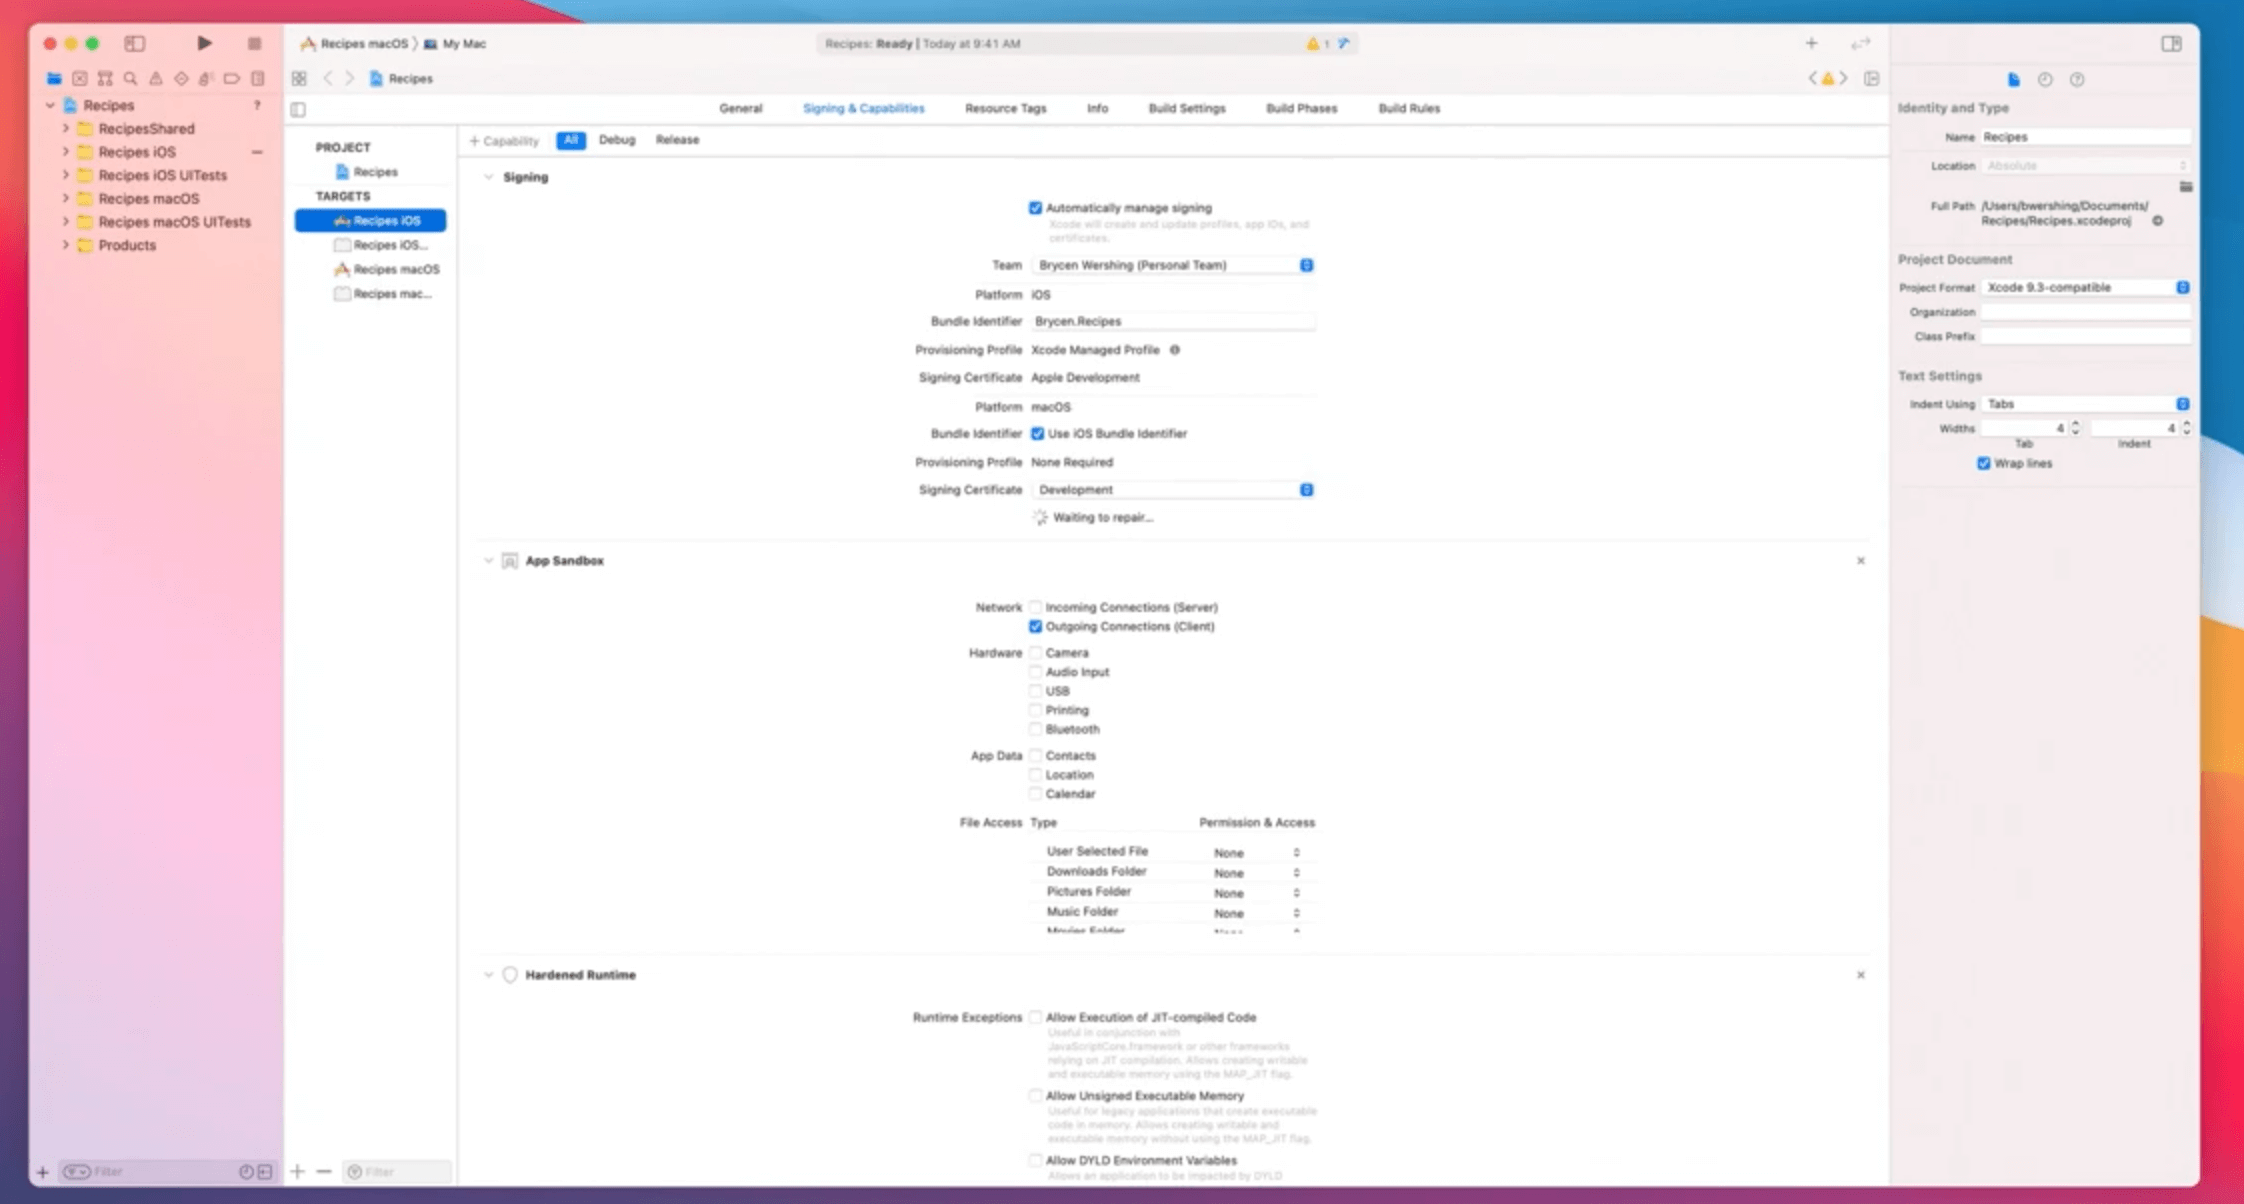 Recipes macOS 〉 My Mac
Recipes: Ready | Today at 9:41 AM
1
Recipes
Recipes
?
RecipesShared
Recipes iOS
Recipes iOS UITests
Recipes macOS
Recipes macOS UITests
Products
Filter
General
Signing & Capabilities
Resource Tags
Info
Build Settings
Build Phases
Build Rules
PROJECT
Recipes
TARGETS
Recipes iOS
Recipes iOS...
Recipes macOS
Recipes mac...
Filter
+ Capability
All
Debug
Release
Signing
Automatically manage signing
Xcode will create and update profiles, app IDs, and
certificates.
Team Brycen Wershing (Personal Team)
Platform iOS
Bundle Identifier Brycen.Recipes
Provisioning Profile Xcode Managed Profile
Signing Certificate Apple Development
Platform macOS
Bundle Identifier Use iOS Bundle Identifier
Provisioning Profile None Required
Signing Certificate Development
Waiting to repair...
App Sandbox
Network Incoming Connections (Server)
Outgoing Connections (Client)
Hardware Camera
Audio Input
USB
Printing
Bluetooth
App Data Contacts
Location
Calendar
File Access Type Permission & Access
User Selected File None
Downloads Folder None
Pictures Folder None
Music Folder None
Movies Folder None
Hardened Runtime
Runtime Exceptions Allow Execution of JIT-compiled Code
Useful in conjunction with
JavaScriptCore.framework or other frameworks
relying on JIT compilation. Allows creating writable
and executable memory using the MAP_JIT flag.
Allow Unsigned Executable Memory
Useful for legacy applications that create executable
code in memory. Allows creating writable and
executable memory without using the MAP_JIT flag.
Allow DYLD Environment Variables
Allows an application to be impacted by DYLD
Identity and Type
Name Recipes
Location Absolute
Full Path /Users/bwershing/Documents/
Recipes/Recipes.xcodeproj
Project Document
Project Format Xcode 9.3-compatible
Organization
Class Prefix
Text Settings
Indent Using Tabs
Widths 4 4
Tab Indent
Wrap lines